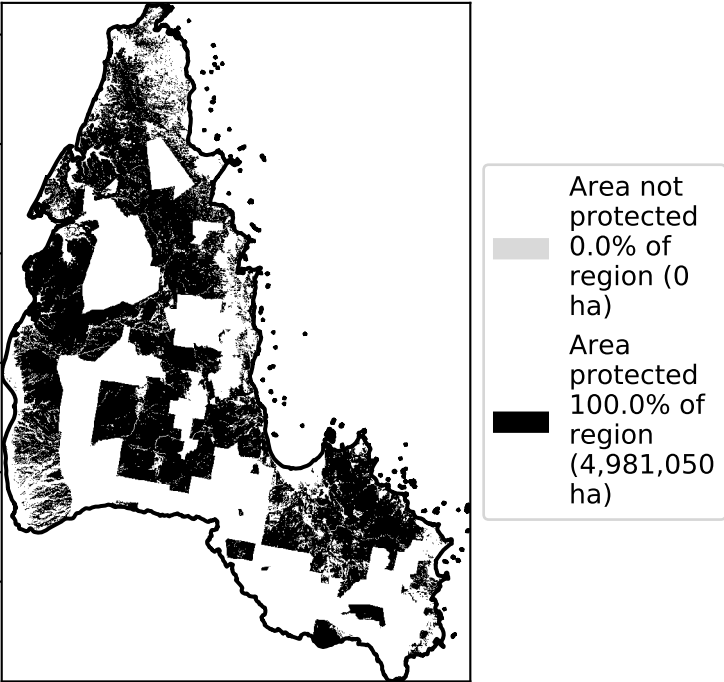 Area not
protected
0.0% of
region (0
ha)
Area
protected
100.0% of
region
(4,981,050
ha)